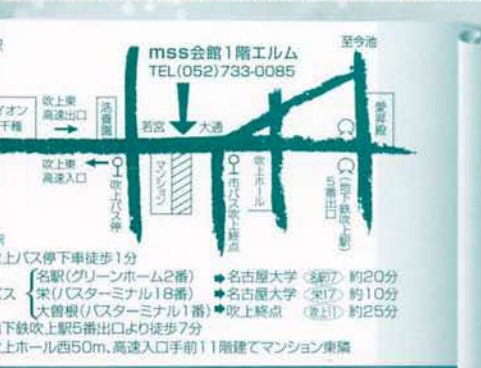 駅
mss会館1階エルム
TEL(052)733-0085
至今池
イオン
千種
吹上東
高速出口
若宮
大通
愛昇殿
吹上東
高速入口
吹上バス停
マンション
市バス吹上終点
吹上ホール
(地下鉄吹上駅)
5番出口
駅
上バス停下車徒歩1分
名駅(グリーンホーム2番)➡名古屋大学 名駅17 約20分
バス 栄(バスターミナル18番)➡名古屋大学 栄17 約10分
大曽根(バスターミナル1番)➡吹上終点 吹上11 約25分
下鉄吹上駅5番出口より徒歩7分
上ホール西50m、高速入口手前11階建てマンション東隣